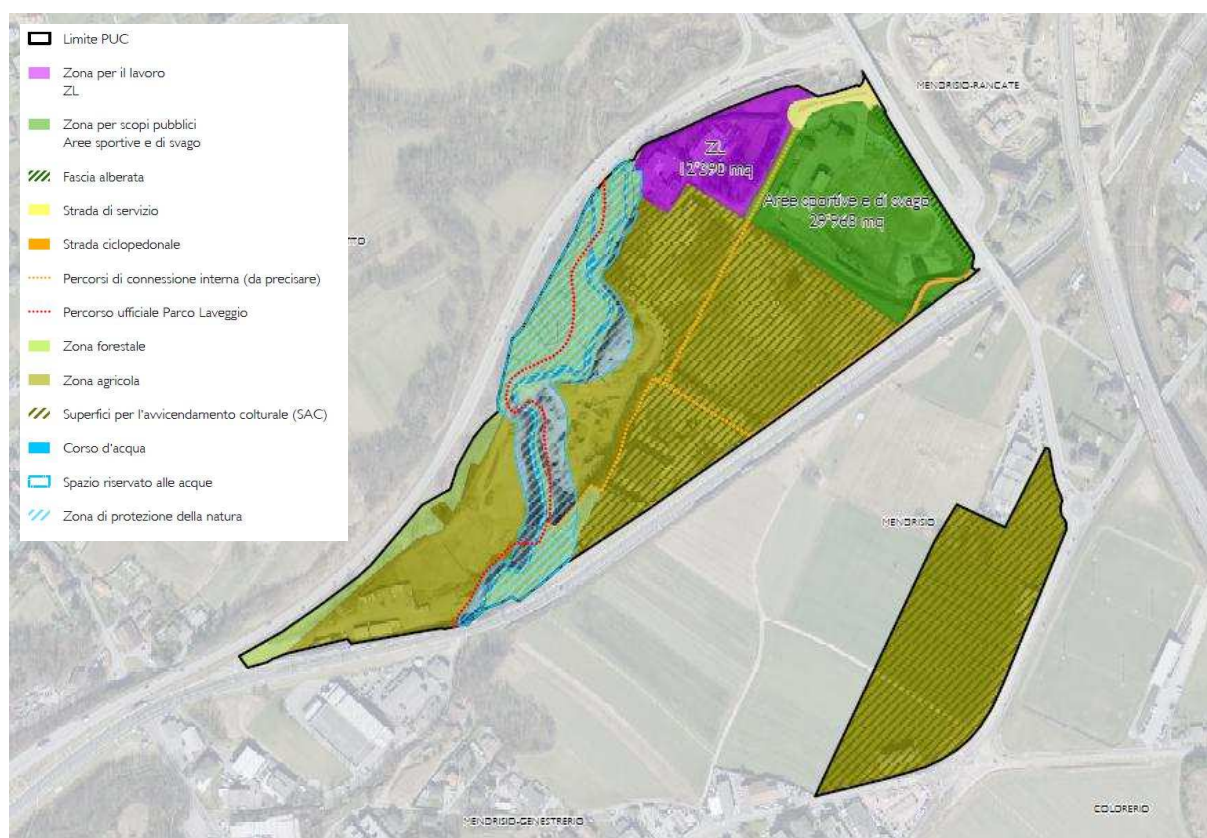 Limite PUC
Zona per il lavoro
ZL
Zona per scopi pubblici
Aree sportive e di svago
Fascia alberata
Strada di servizio
Strada ciclopedonale
Percorsi di connessione interna (da precisare)
Percorso ufficiale Parco Laveggio
Zona forestale
Zona agricola
Superfici per l'avvicendamento colturale (SAC)
Corso d'acqua
Spazio riservato alle acque
Zona di protezione della natura
MENDRISIO-RANCATE
ZL
12'390 mq
Aree sportive e di svago
29'968 mq
TTO
MENDRISIO
MENDRISIO-GENESTRERIO
COLDRERIO